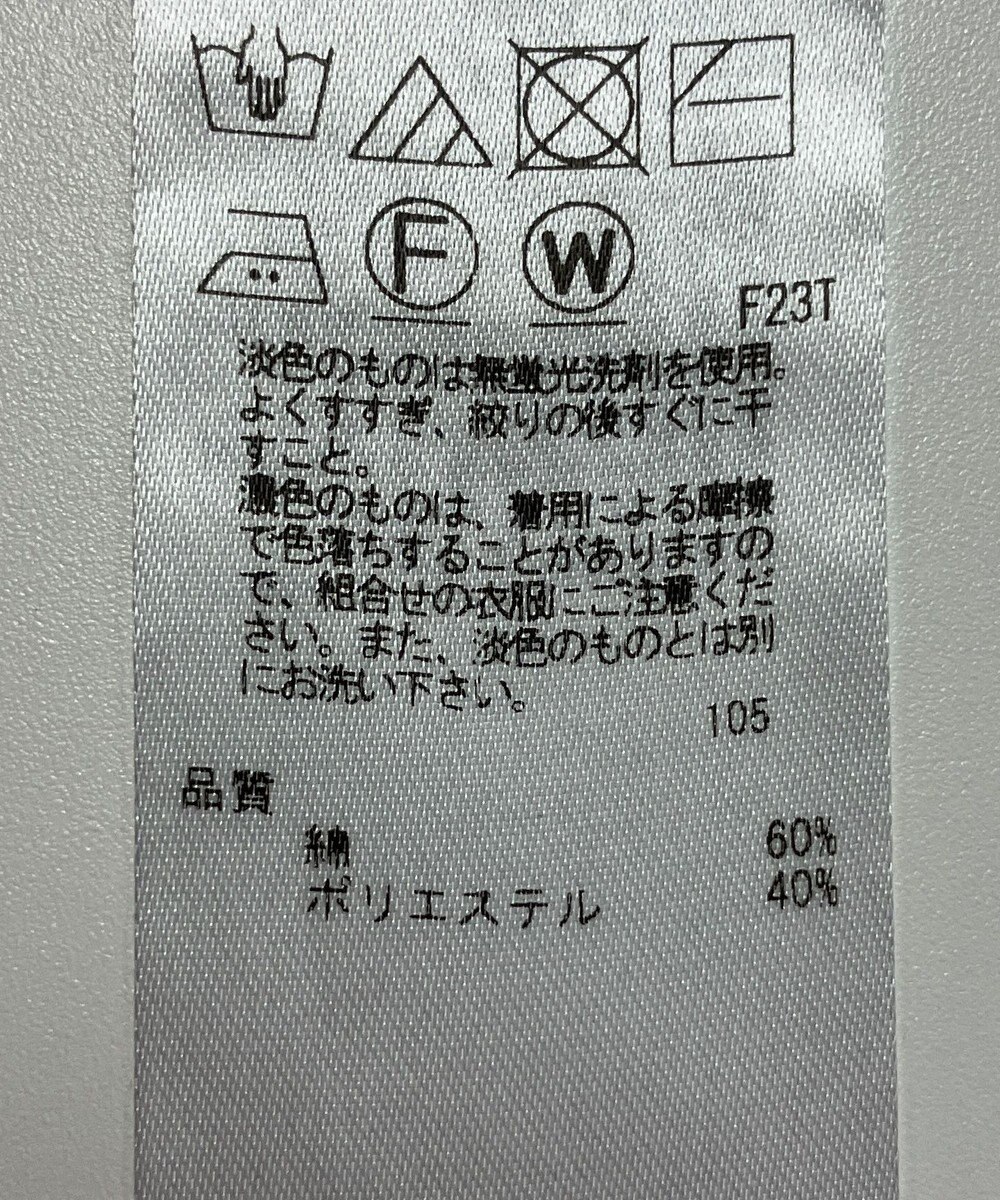 F
W
F23T
淡色のものは無蛍光洗剤を使用。
よくすすぎ、絞りの後すぐに干
すこと。
濃色のものは、着用による摩擦
で色落ちすることがありますの
で、組合せの衣服にご注意くだ
さい。また、淡色のものとは別
にお洗い下さい。
105
品質
綿 60%
ポリエステル 40%